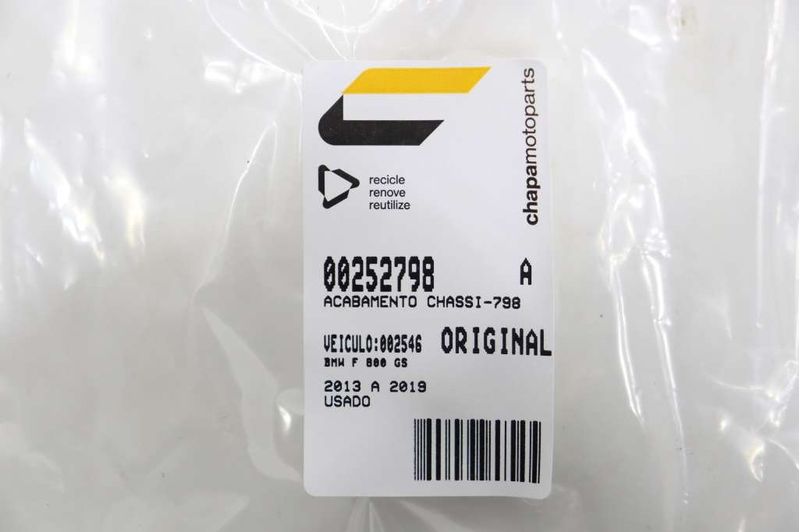 chapamotoparts
recicle
renove
reutilize
00252798 A
ACABAMENTO CHASSI-798
VEICULO:002546 ORIGINAL
BMW F 800 GS
2013 A 2019
USADO